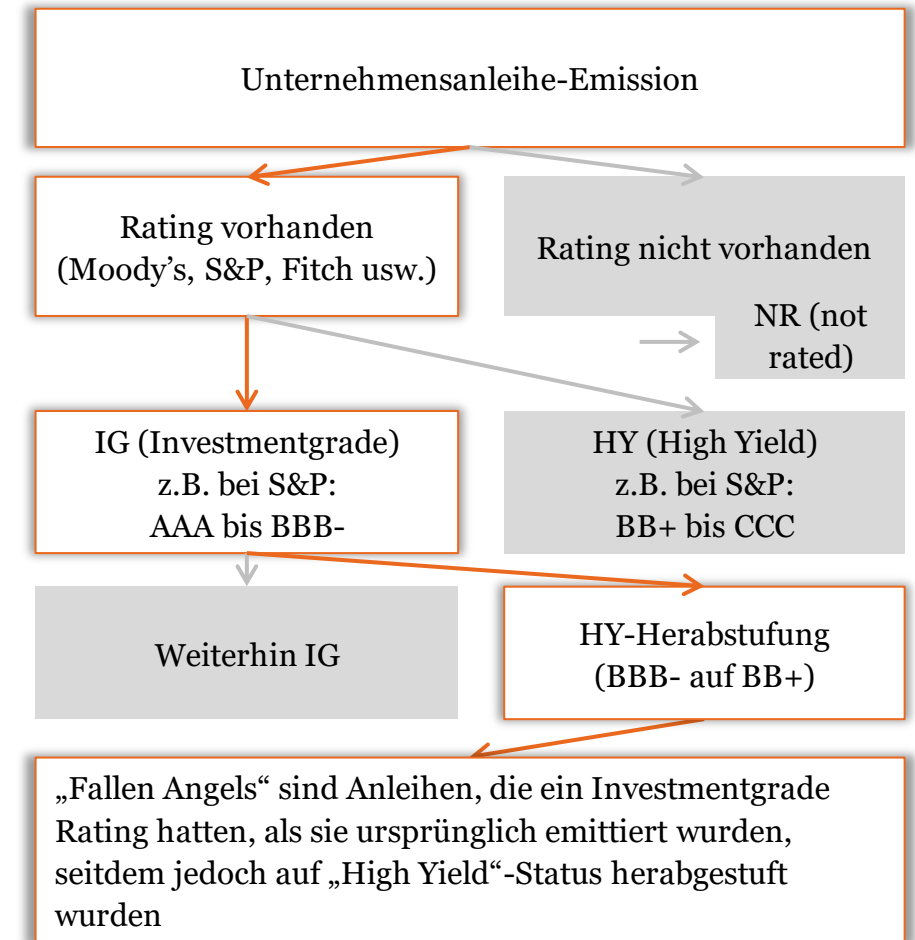 Unternehmensanleihe-Emission
Rating vorhanden
(Moody’s, S&P, Fitch usw.)
Rating nicht vorhanden
NR (not
rated)
IG (Investmentgrade)
z.B. bei S&P:
AAA bis BBB-
HY (High Yield)
z.B. bei S&P:
BB+ bis CCC
Weiterhin IG
HY-Herabstufung
(BBB- auf BB+)
„Fallen Angels“ sind Anleihen, die ein Investmentgrade
Rating hatten, als sie ursprünglich emittiert wurden,
seitdem jedoch auf „High Yield“-Status herabgestuft
wurden